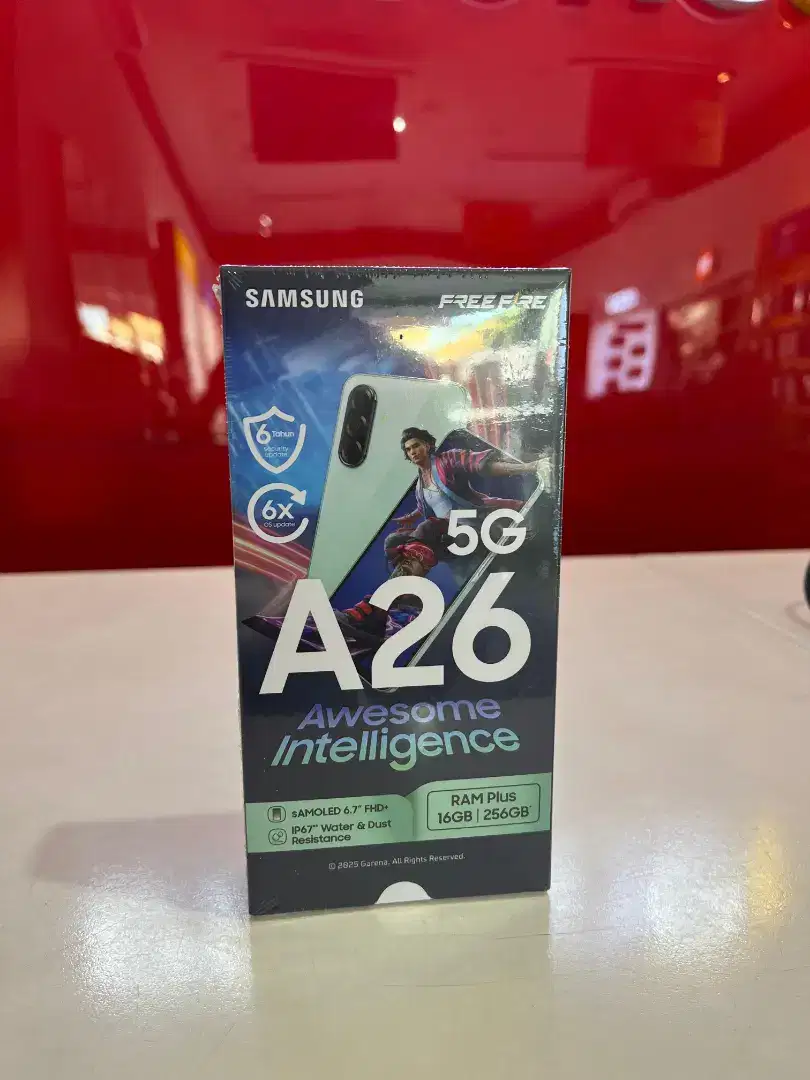 SAMSUNG
FREE FIRE
6 Tahun
security
update
6x
OS update
5G
A26
Awesome
Intelligence
sAMOLED 6.7" FHD+
IP67** Water & Dust
Resistance
RAM Plus
16GB | 256GB*
© 2025 Garena. All Rights Reserved.